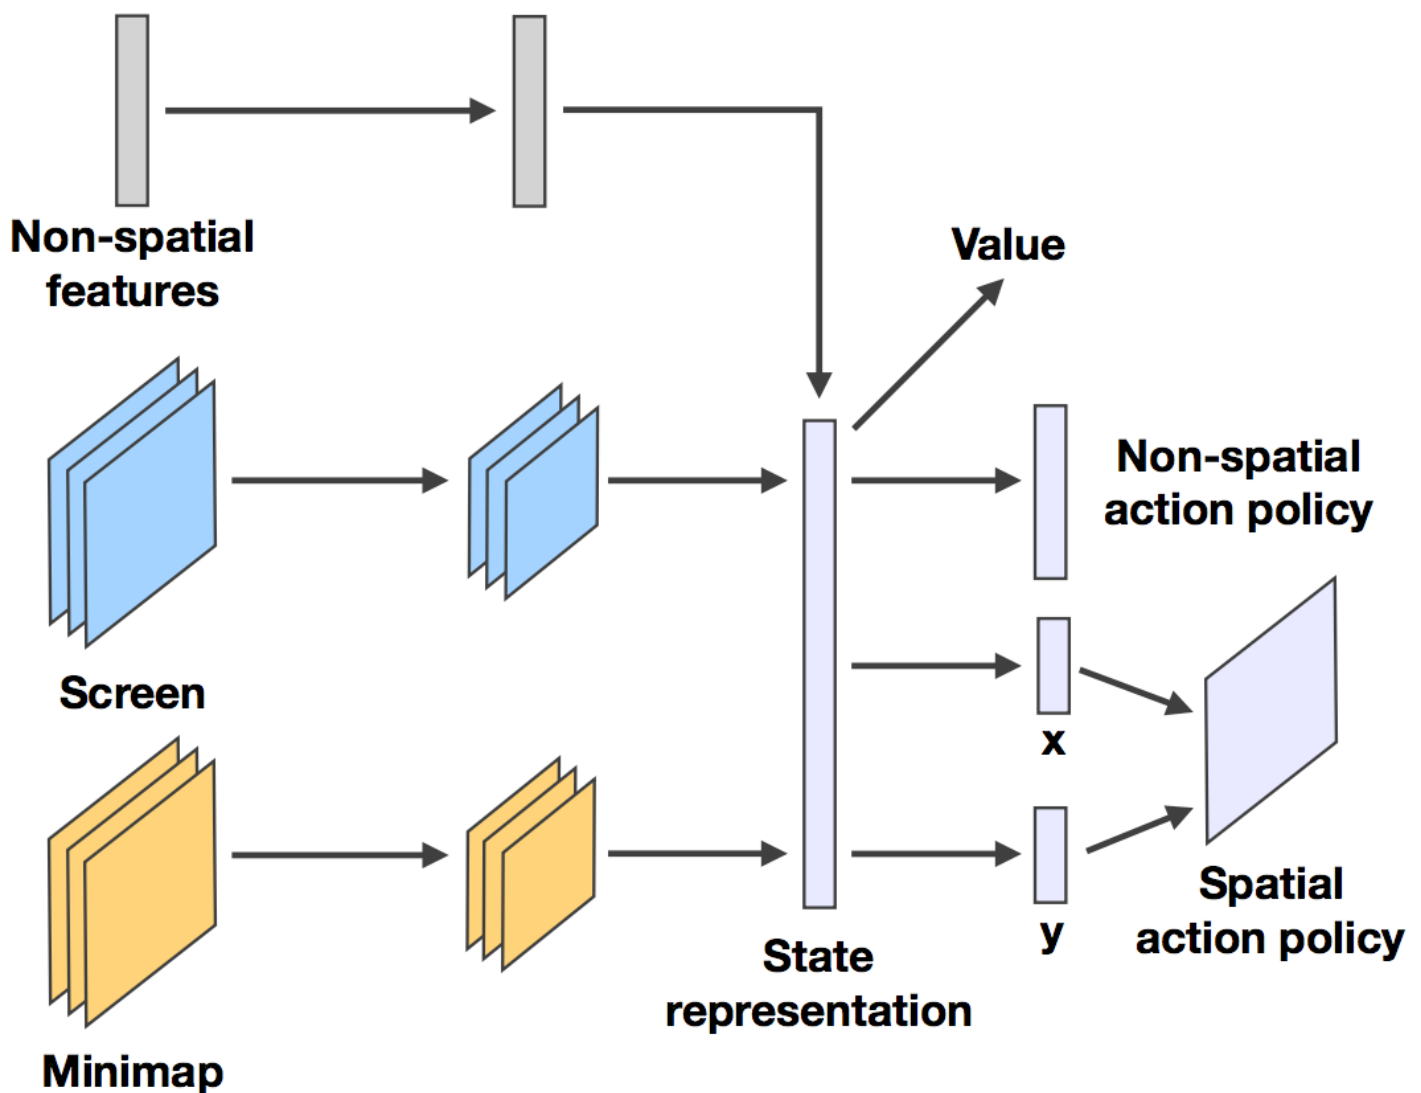 Non-spatial
features
Value
Non-spatial
action policy
Screen
x
y
Spatial
action policy
State
representation
Minimap